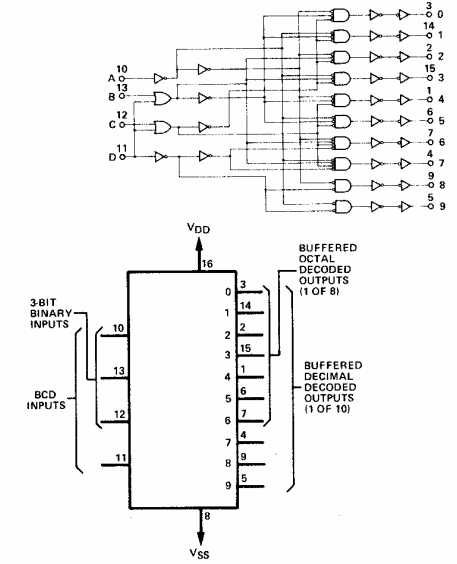 3
0
14
1
2
2
15
3
1
4
6
5
7
6
4
7
9
8
5
9
10
A
13
B
12
C
11
D
VDD
16
BUFFERED
OCTAL
DECODED
OUTPUTS
(1 OF 8)
3-BIT
BINARY
INPUTS
BCD
INPUTS
10
13
12
11
0 3
1 14
2 2
3 15
4 1
5 6
6 7
7 4
8 9
9 5
BUFFERED
DECIMAL
DECODED
OUTPUTS
(1 OF 10)
8
VSS